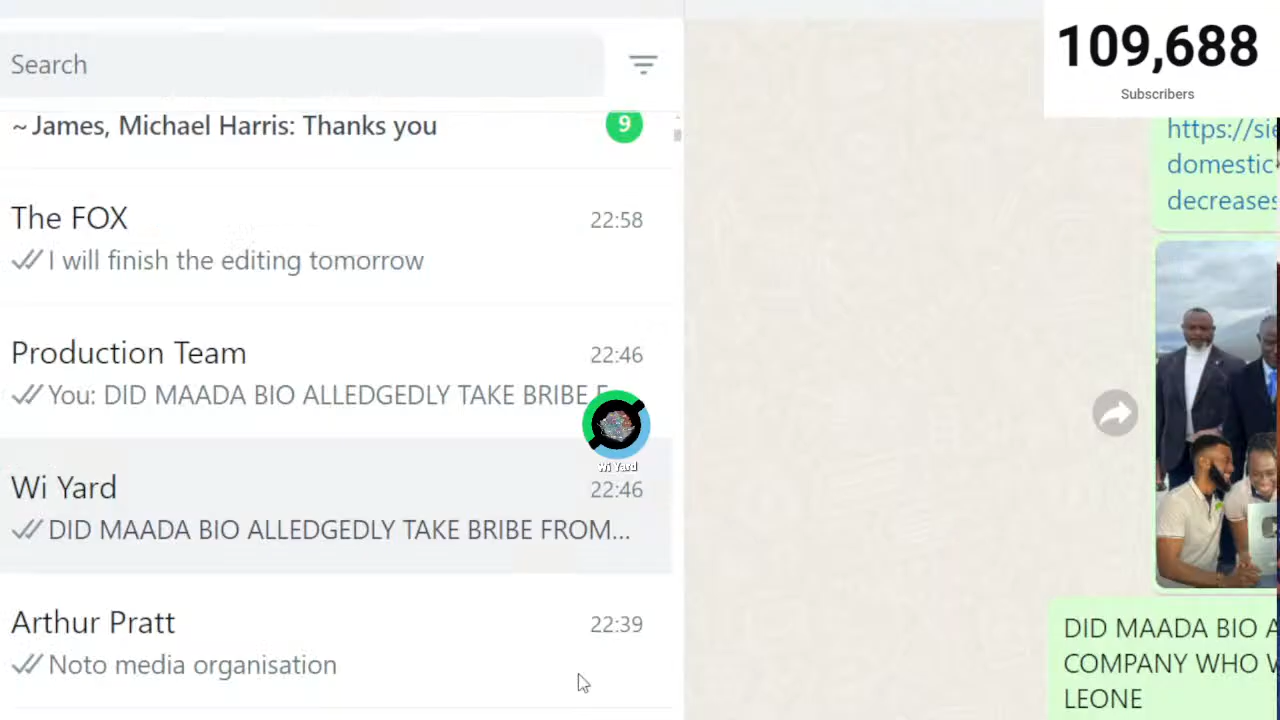 Search
~ James, Michael Harris: Thanks you
9
The FOX
22:58
I will finish the editing tomorrow
Production Team
22:46
You: DID MAADA BIO ALLEDGEDLY TAKE BRIBE F
Wi Yard
Wi Yard
22:46
DID MAADA BIO ALLEDGEDLY TAKE BRIBE FROM...
Arthur Pratt
22:39
Noto media organisation
109,688
Subscribers
https://sie
domestic
decreases
DID MAADA BIO A
COMPANY WHO W
LEONE